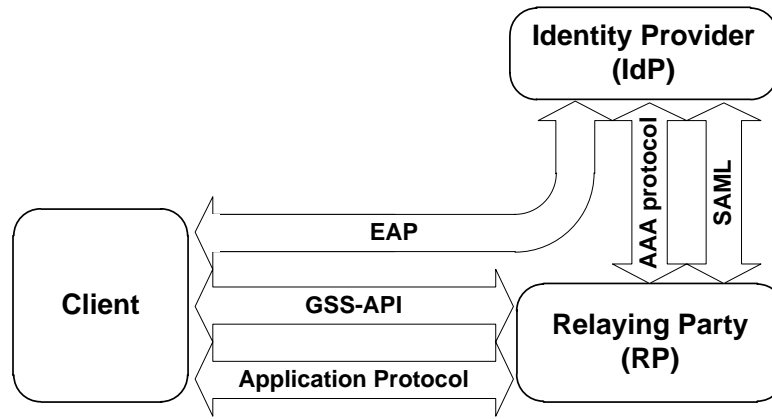 Identity Provider
(IdP)
AAA protocol
SAML
EAP
Client
GSS-API
Relaying Party
(RP)
Application Protocol